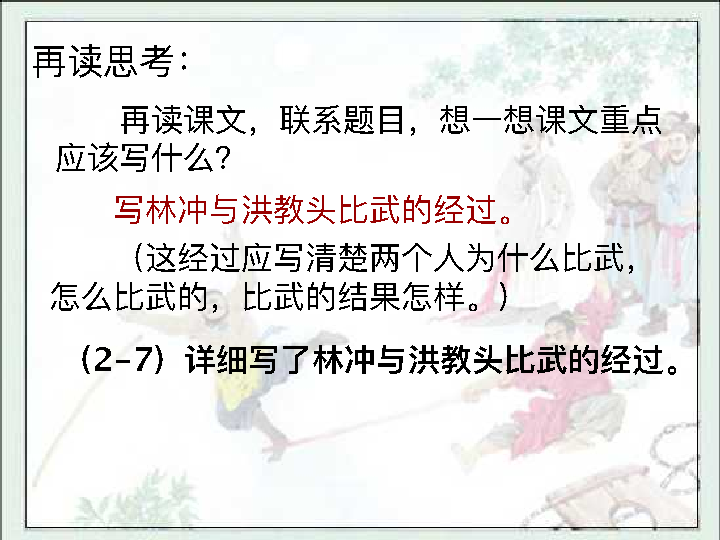 再读思考：
再读课文，联系题目，想一想课文重点
应该写什么？
写林冲与洪教头比武的经过。
（这经过应写清楚两个人为什么比武，
怎么比武的，比武的结果怎样。）
（2-7）详细写了林冲与洪教头比武的经过。